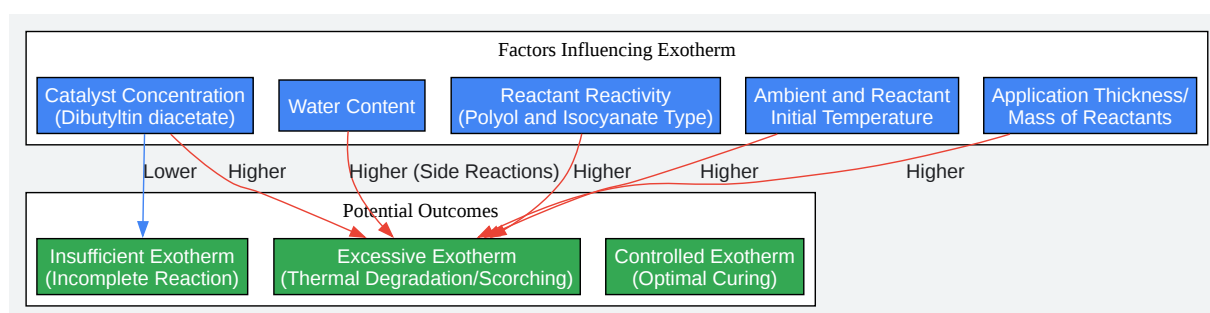 Factors Influencing Exotherm
Catalyst Concentration
(Dibutyltin diacetate)
Water Content
Reactant Reactivity
(Polyol and Isocyanate Type)
Ambient and Reactant
Initial Temperature
Application Thickness/
Mass of Reactants
Lower
Higher
Higher (Side Reactions)
Higher
Higher
Higher
Potential Outcomes
Insufficient Exotherm
(Incomplete Reaction)
Excessive Exotherm
(Thermal Degradation/Scorching)
Controlled Exotherm
(Optimal Curing)